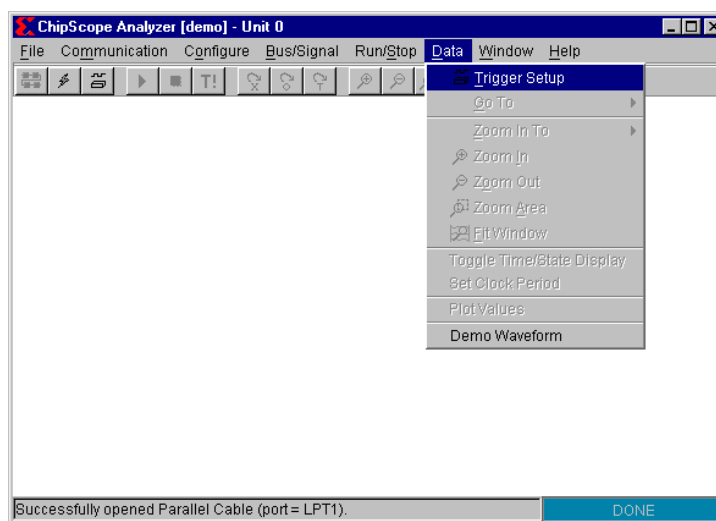 ChipScope Analyzer [demo] - Unit 0
File Communication Configure Bus/Signal Run/Stop Data Window Help
T!
X O T
Trigger Setup
Go To
Zoom In To
Zoom In
Zoom Out
Zoom Area
Fit Window
Toggle Time/State Display
Set Clock Period
Plot Values
Demo Waveform
Successfully opened Parallel Cable (port = LPT1). DONE